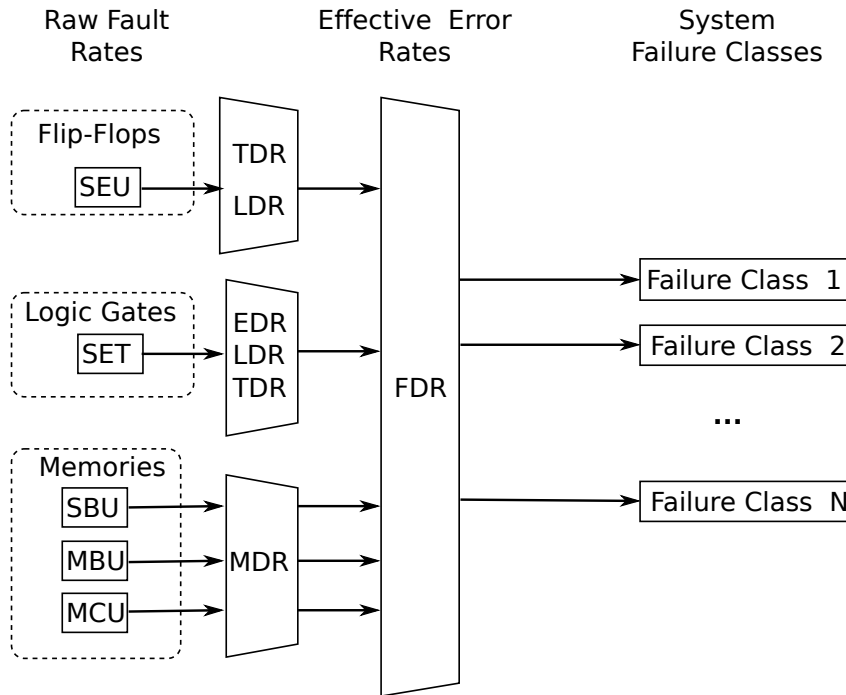 Raw Fault
Rates
Effective Error
Rates
System
Failure Classes
Flip-Flops
SEU
TDR
LDR
Logic Gates
SET
EDR
LDR
TDR
Memories
SBU
MBU
MCU
MDR
FDR
Failure Class 1
Failure Class 2
...
Failure Class N